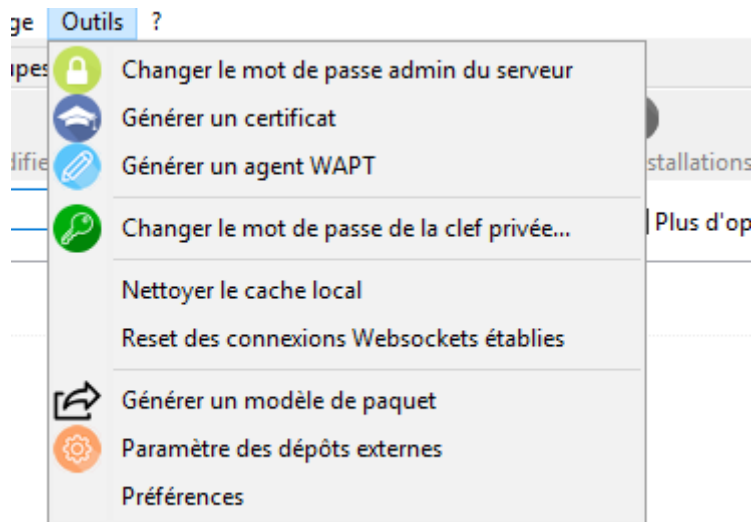 Outils ?
Changer le mot de passe admin du serveur
Générer un certificat
Générer un agent WAPT
stallations
Changer le mot de passe de la clef privée...
Plus d'op
Nettoyer le cache local
Reset des connexions Websockets établies
Générer un modèle de paquet
Paramètre des dépôts externes
Préférences